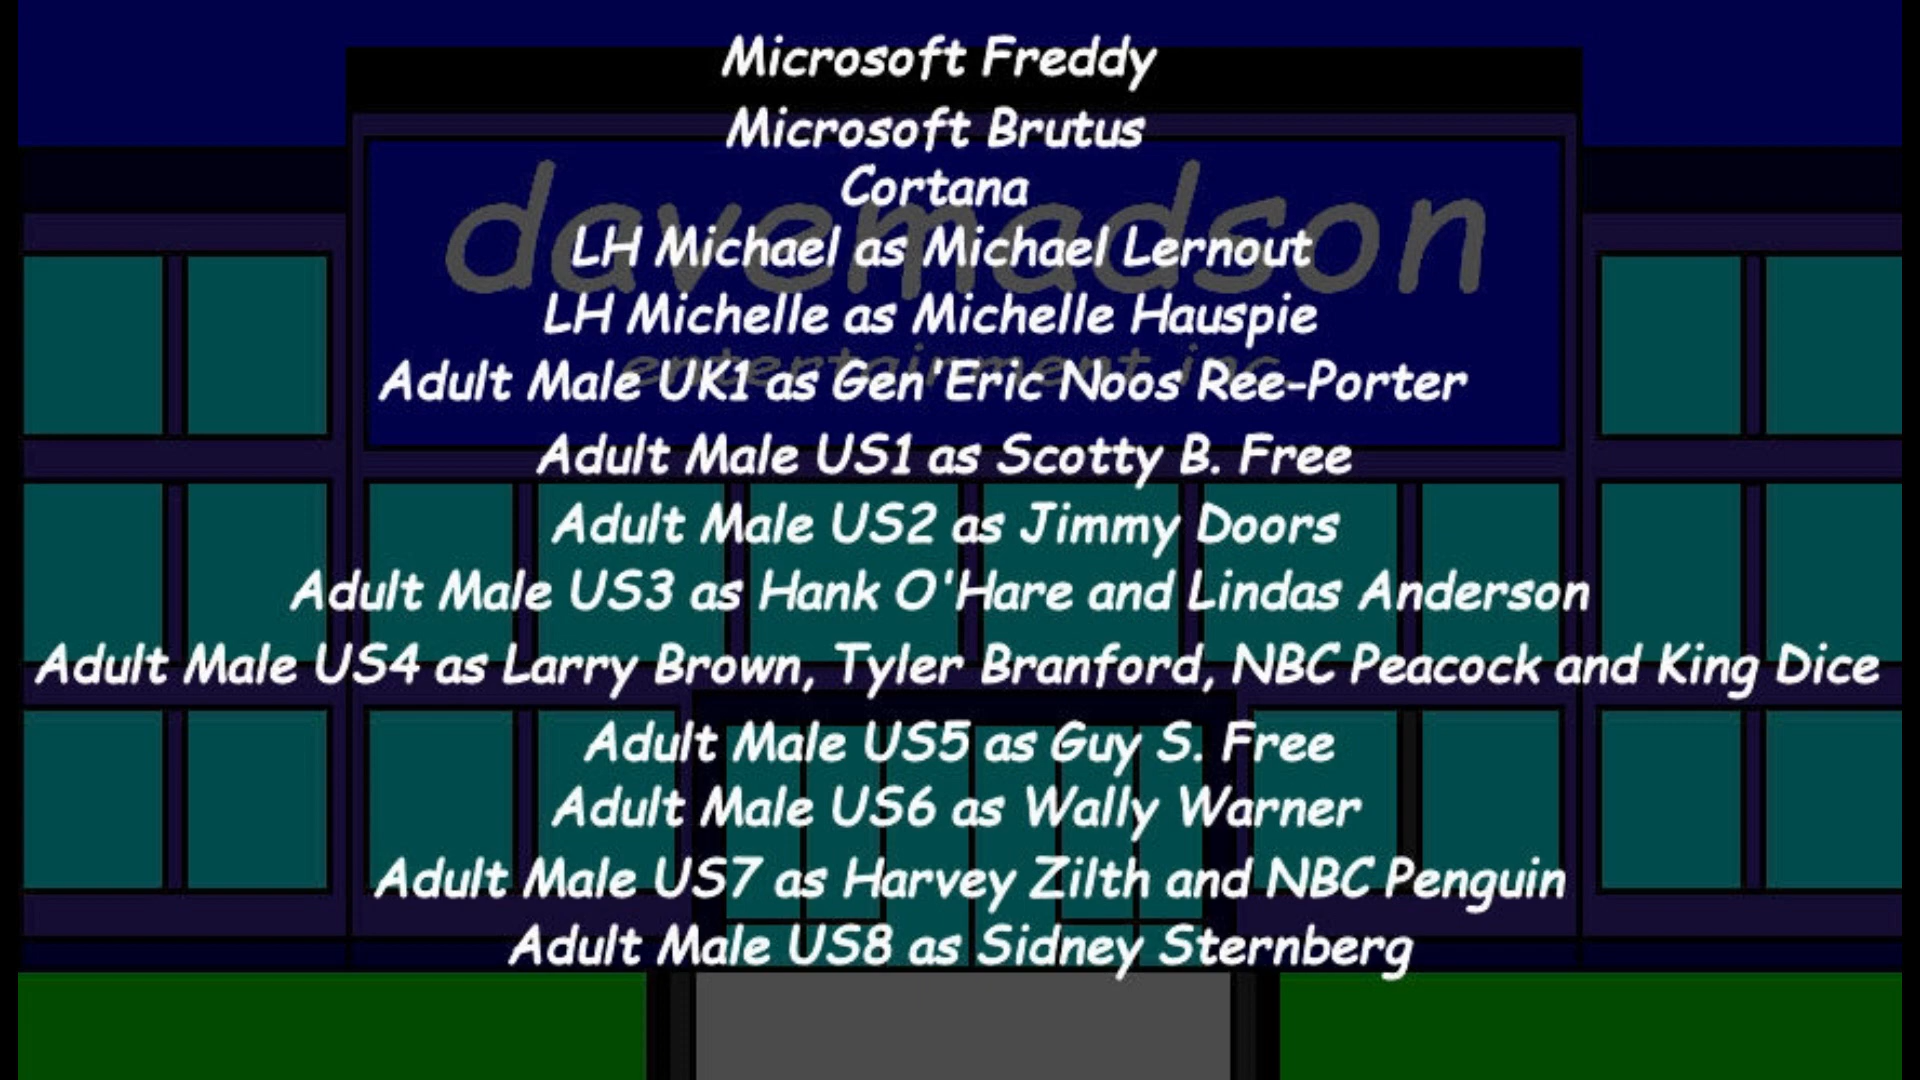 Microsoft Freddy
Microsoft Brutus
Cortana
davemadson
LH Michael as Michael Lernout
LH Michelle as Michelle Hauspie
entertainment inc
Adult Male UK1 as Gen'Eric Noos Ree-Porter
Adult Male US1 as Scotty B. Free
Adult Male US2 as Jimmy Doors
Adult Male US3 as Hank O'Hare and Lindas Anderson
Adult Male US4 as Larry Brown, Tyler Branford, NBC Peacock and King Dice
Adult Male US5 as Guy S. Free
Adult Male US6 as Wally Warner
Adult Male US7 as Harvey Zilth and NBC Penguin
Adult Male US8 as Sidney Sternberg